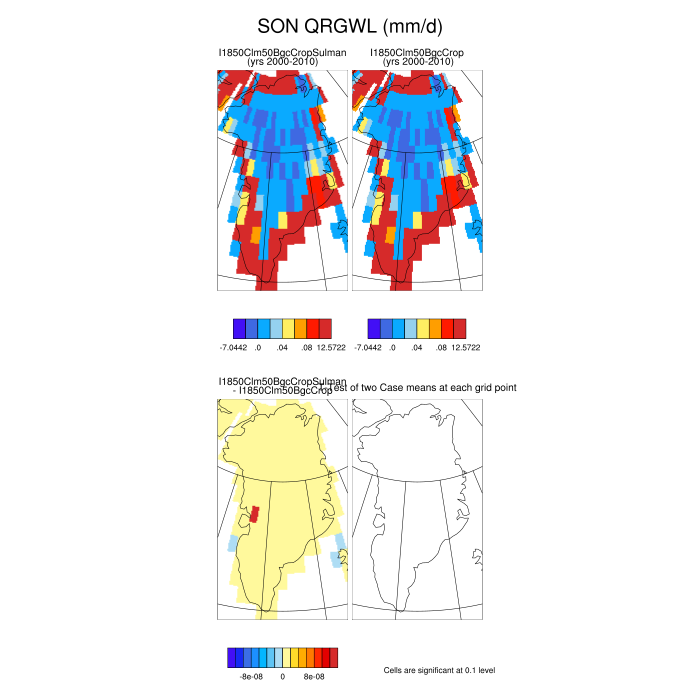 SON QRGWL (mm/d)
I1850Clm50BgcCropSulman
(yrs 2000-2010)
I1850Clm50BgcCrop
(yrs 2000-2010)
-7.0442 .0 .04 .08 12.5722
-7.0442 .0 .04 .08 12.5722
I1850Clm50BgcCropSulman
- I1850Clm50BgcCrop
Test of two Case means at each grid point
-8e-08 0 8e-08
Cells are significant at 0.1 level